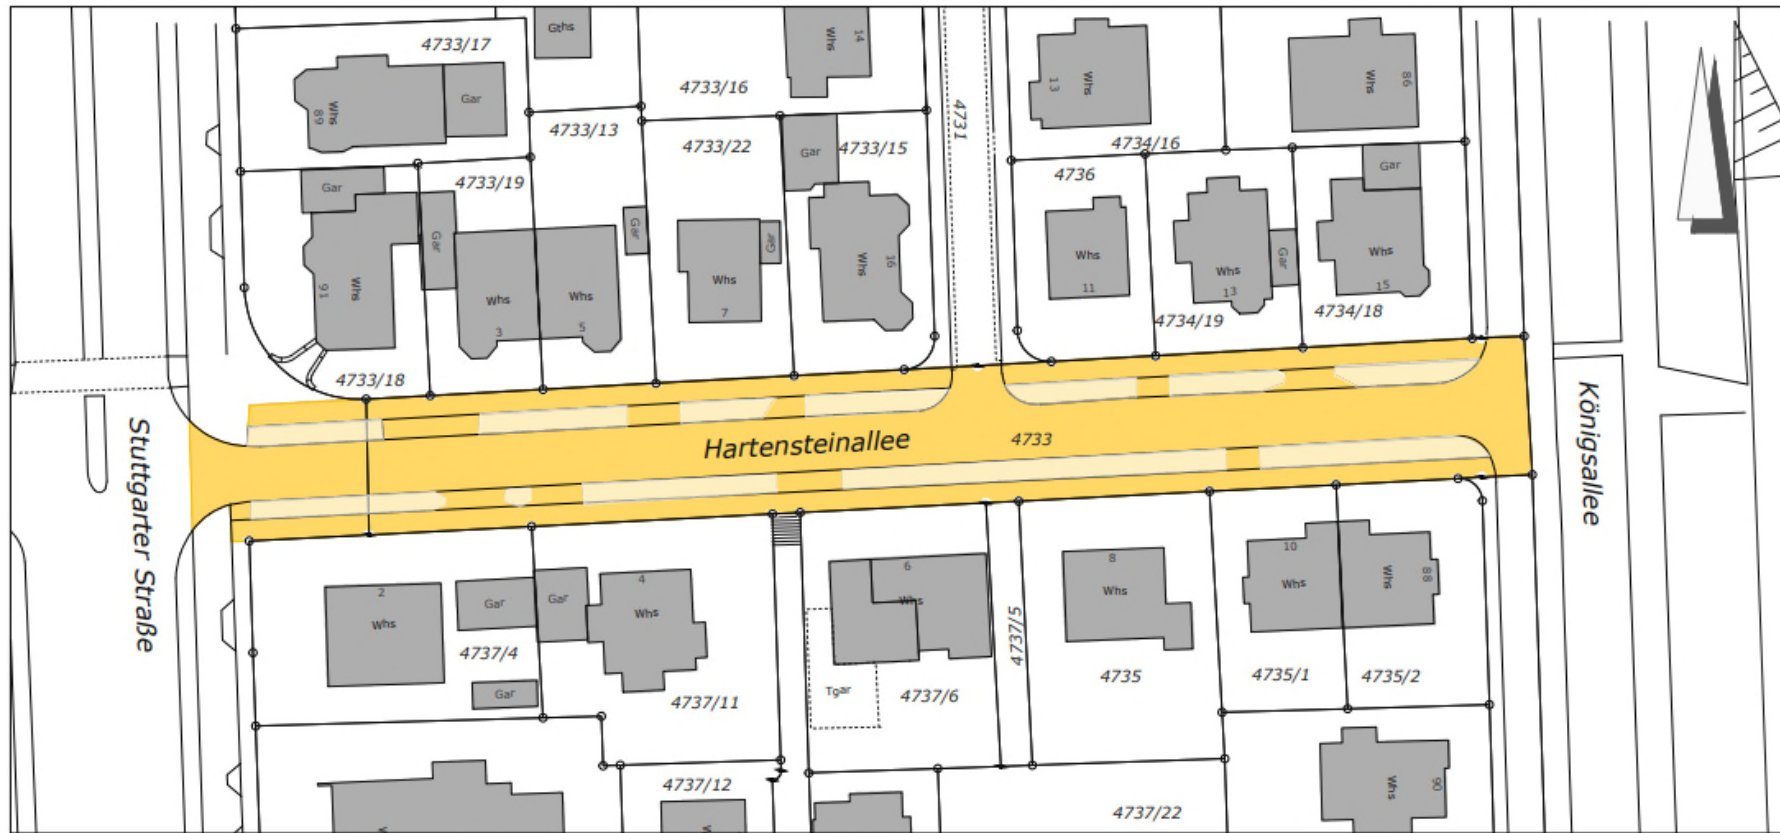 4733/17
Gths
Whs
14
Whs
13
Whs
86
Whs
89
Gar
4733/16
4733/13
4733/22
Gar
4733/15
4731
4734/16
4736
Gar
Gar
4733/19
Gar
Whs
91
Whs
3
Whs
5
Gar
Whs
7
Gar
Whs
16
Whs
11
Whs
13
Gar
Whs
15
4734/19
4734/18
4733/18
Stuttgarter Straße
Hartensteinallee
4733
Königsallee
2
Whs
Gar
Gar
4
Whs
4737/4
Gar
4737/11
6
Whs
Tgar
4737/6
4737/5
8
Whs
4735
10
Whs
Whs
88
4735/1
4735/2
4737/12
Whs
90
4737/22